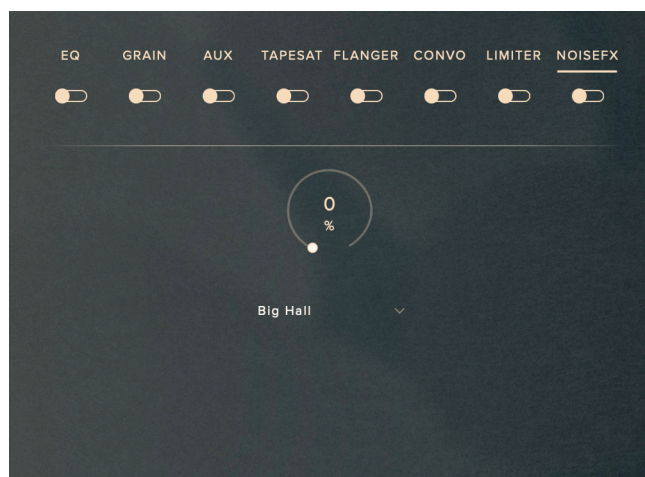 EQ GRAIN AUX TAPESAT FLANGER CONVO LIMITER NOISEFX
0
%
Big Hall